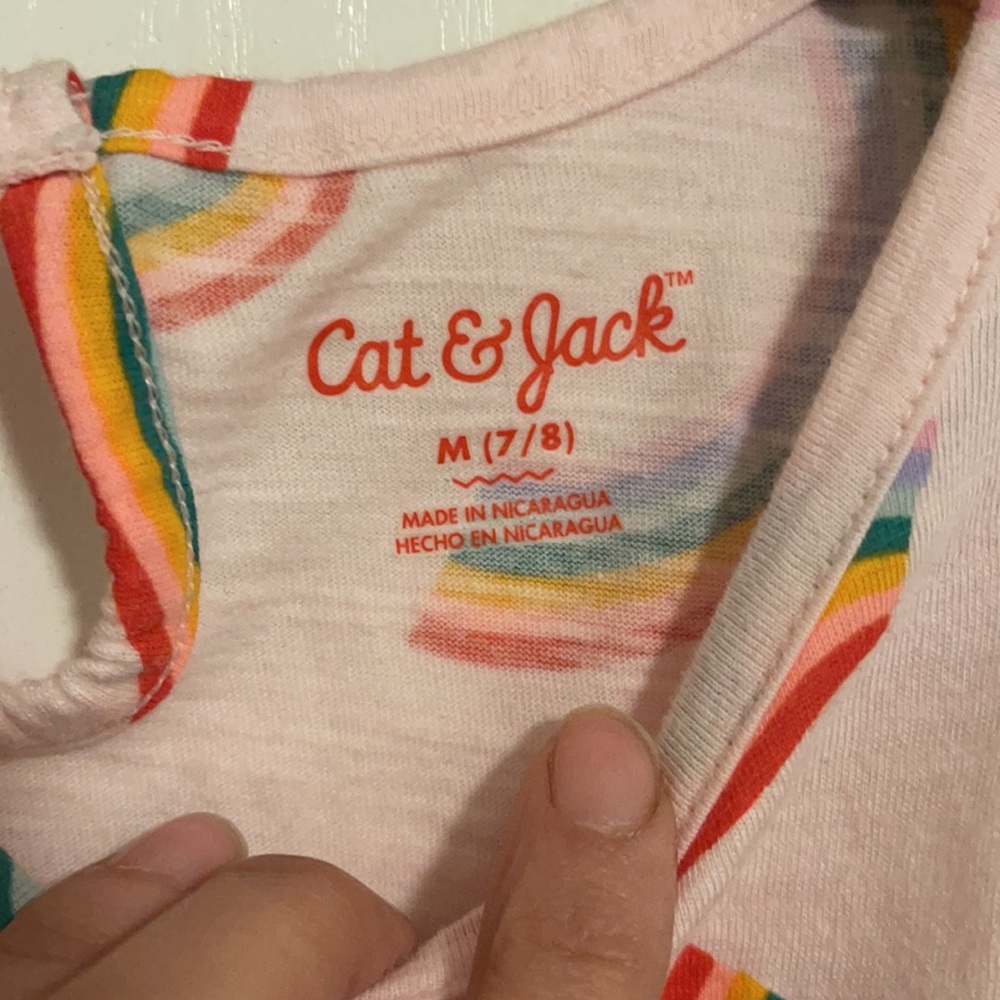 Cat & Jack™
M (7/8)
MADE IN NICARAGUA
HECHO EN NICARAGUA